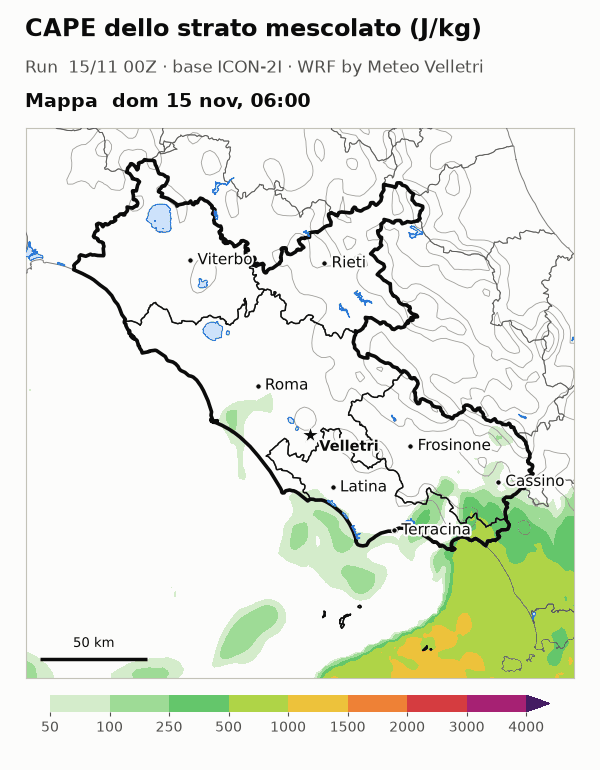 CAPE dello strato mescolato (J/kg)
Run  15/11 00Z · base ICON-2I · WRF by Meteo Velletri
Mappa  dom 15 nov, 06:00
Viterbo
Rieti
Roma
Velletri
Frosinone
Cassino
Latina
Terracina
50 km
50 100 250 500 1000 1500 2000 3000 4000